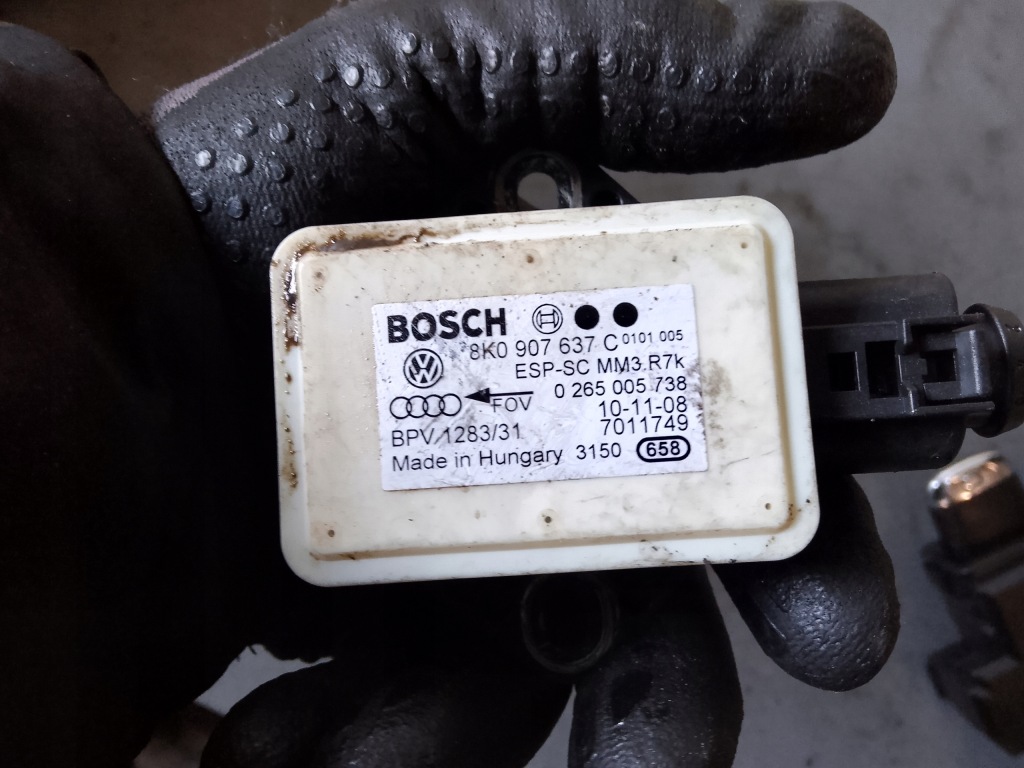 BOSCH
8K0 907 637 C 0101 005
ESP-SC MM3 R7k
0 265 005 738
FOV
10-11-08
7011749
BPV 1283/31
Made in Hungary 3150 658